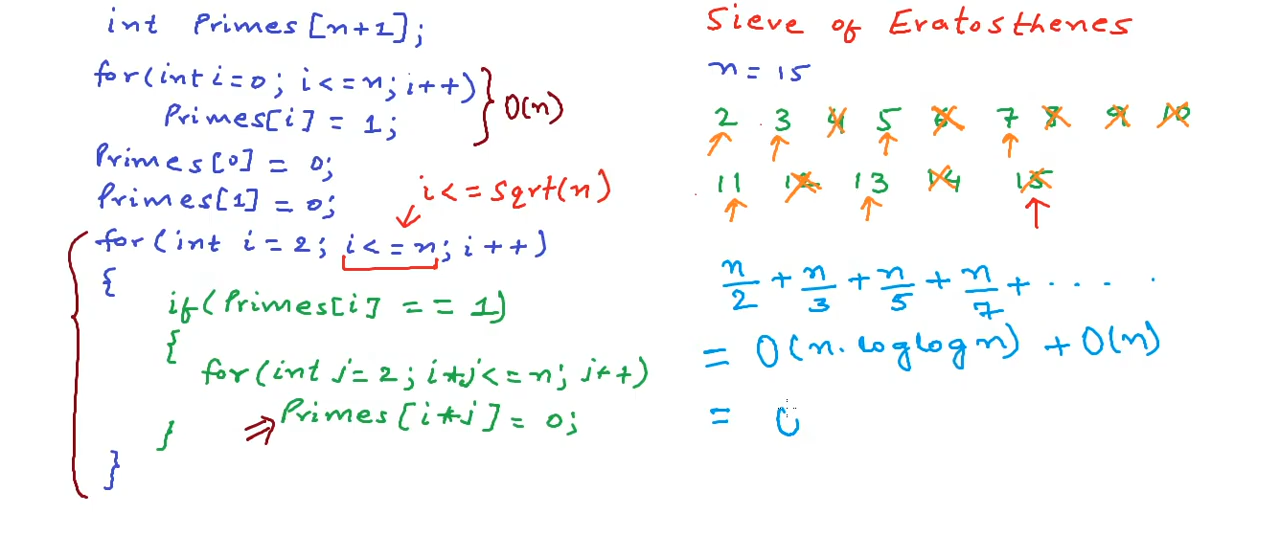 int Primes[n+1];
for(int i=0; i<=n; i++)
Primes[i] = 1;
O(n)
Primes[0] = 0;
Primes[1] = 0;
i<=sqrt(n)
for(int i=2; i<=n; i++)
{
if(Primes[i] == 1)
{
for(int j=2; i*j<=n; j++)
Primes[i*j] = 0;
}
}
Sieve of Eratosthenes
n=15
2 3 4 5 6 7 8 9 10
11 12 13 14 15
n/2 + n/3 + n/5 + n/7 + ....
= O(n.loglogn) + O(n)
= O